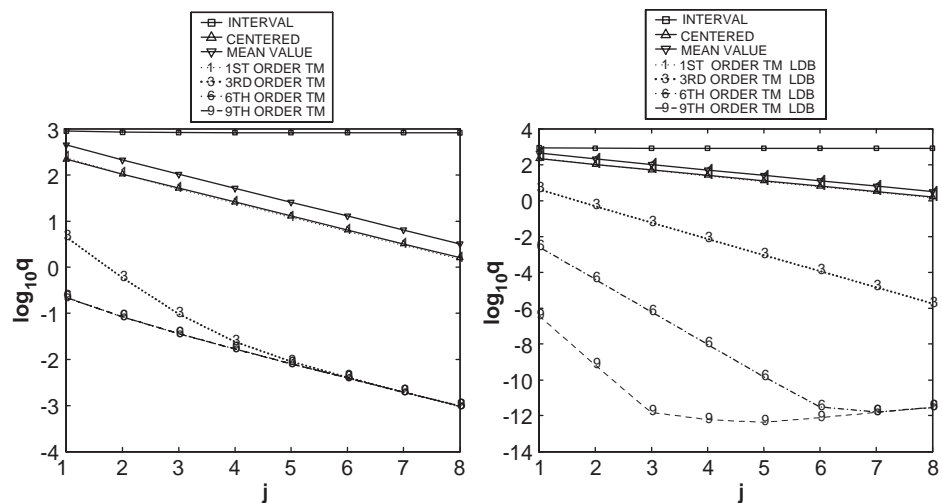 INTERVAL
CENTERED
MEAN VALUE
1ST ORDER TM
3RD ORDER TM
6TH ORDER TM
9TH ORDER TM
3
2
1
0
-1
-2
-3
-4
log10q
1 2 3 4 5 6 7 8
j
INTERVAL
CENTERED
MEAN VALUE
1ST ORDER TM LDB
3RD ORDER TM LDB
6TH ORDER TM LDB
9TH ORDER TM LDB
4
2
0
-2
-4
-6
-8
-10
-12
-14
log10q
1 2 3 4 5 6 7 8
j